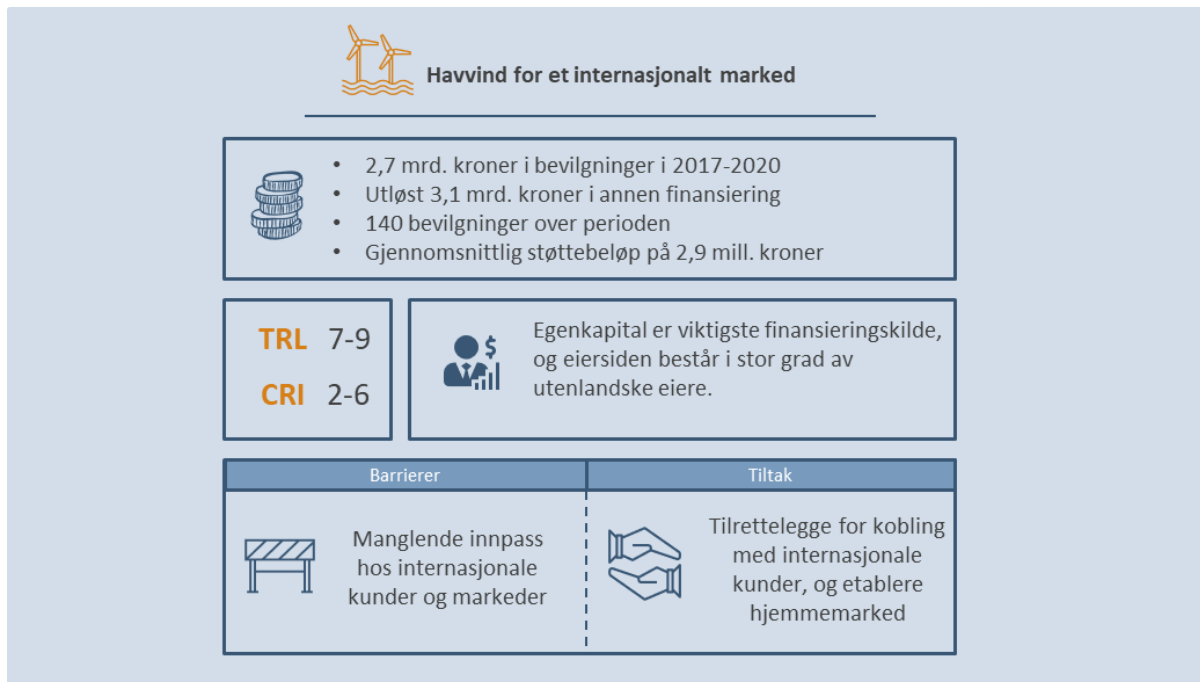 Havvind for et internasjonalt marked
• 2,7 mrd. kroner i bevilgninger i 2017-2020
• Utløst 3,1 mrd. kroner i annen finansiering
• 140 bevilgninger over perioden
• Gjennomsnittlig støttebeløp på 2,9 mill. kroner
TRL 7-9
CRI 2-6
$
Egenkapital er viktigste finansieringskilde,
og eiersiden består i stor grad av
utenlandske eiere.
Barrierer
Manglende innpass
hos internasjonale
kunder og markeder
Tiltak
Tilrettelegge for kobling
med internasjonale
kunder, og etablere
hjemmemarked